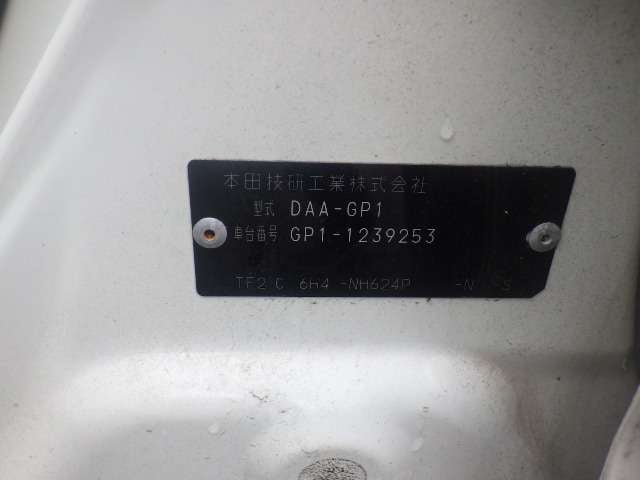 本田技研工業株式会社
型式 DAA-GP1
車台番号 GP1-1239253
TF2 C 6H4 -NH624P -N S